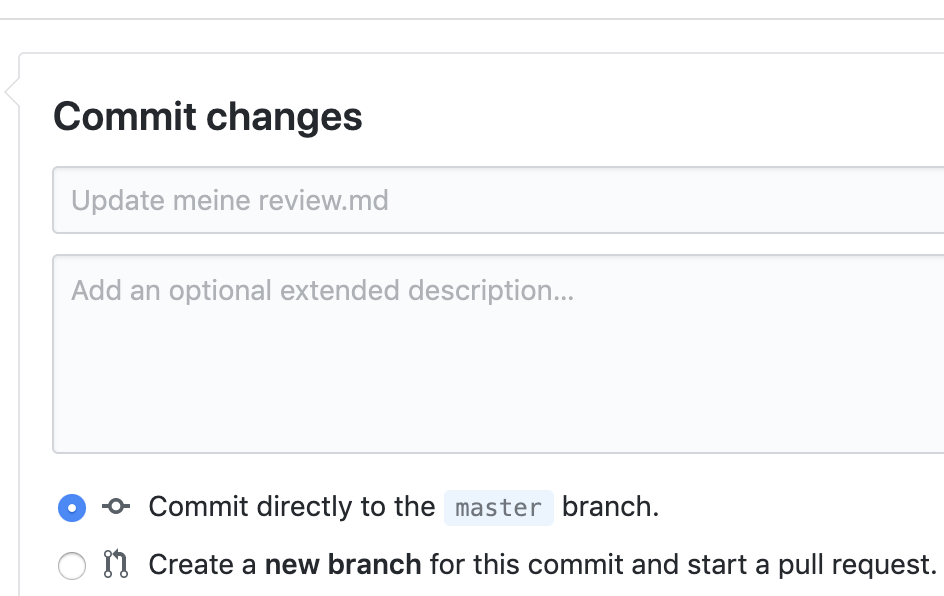 Commit changes
Update meine review.md
Add an optional extended description...
Commit directly to the master branch.
Create a new branch for this commit and start a pull request.